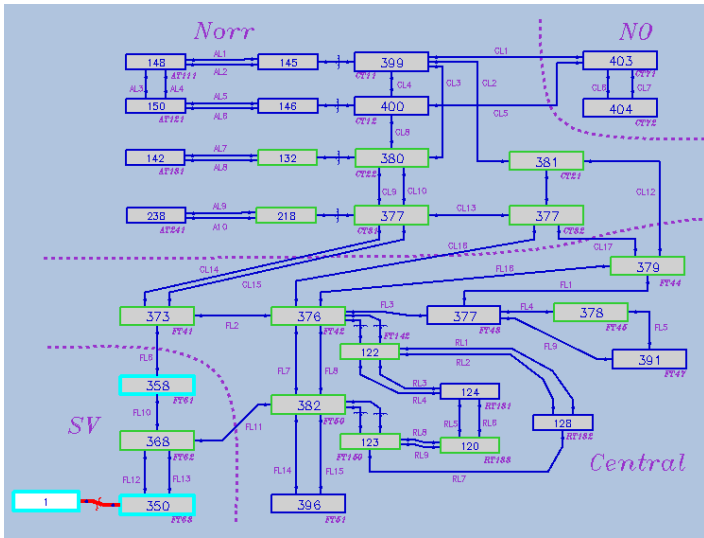 Norr
NO
AL1
AL2
CL1
148
145
399
403
AT111
CT11
CT71
AL3
AL4
CL4
CL3
CL2
CL6
CL7
AL5
AL6
CL5
150
146
400
404
AT121
CT12
CT72
CL8
AL7
AL8
142
132
380
381
AT131
CT22
CT21
CL9
CL10
CL12
AL9
A10
CL13
238
218
377
377
AT241
CT31
CT32
CL16
CL17
CL14
CL15
FL16
379
FT44
FL1
373
376
377
378
FT41
FT42
FT43
FT45
FL2
FL3
FL4
FL5
FL9
FT142
122
RL1
RL2
391
FT47
FL6
FL7
FL8
358
FT61
RL3
RL4
124
RT131
FL10
SV
382
FT50
RL5
RL6
128
RT132
FL11
368
FT62
123
FT150
RL8
RL9
120
RT133
Central
FL12
FL13
FL14
FL15
RL7
1
350
FT63
396
FT51